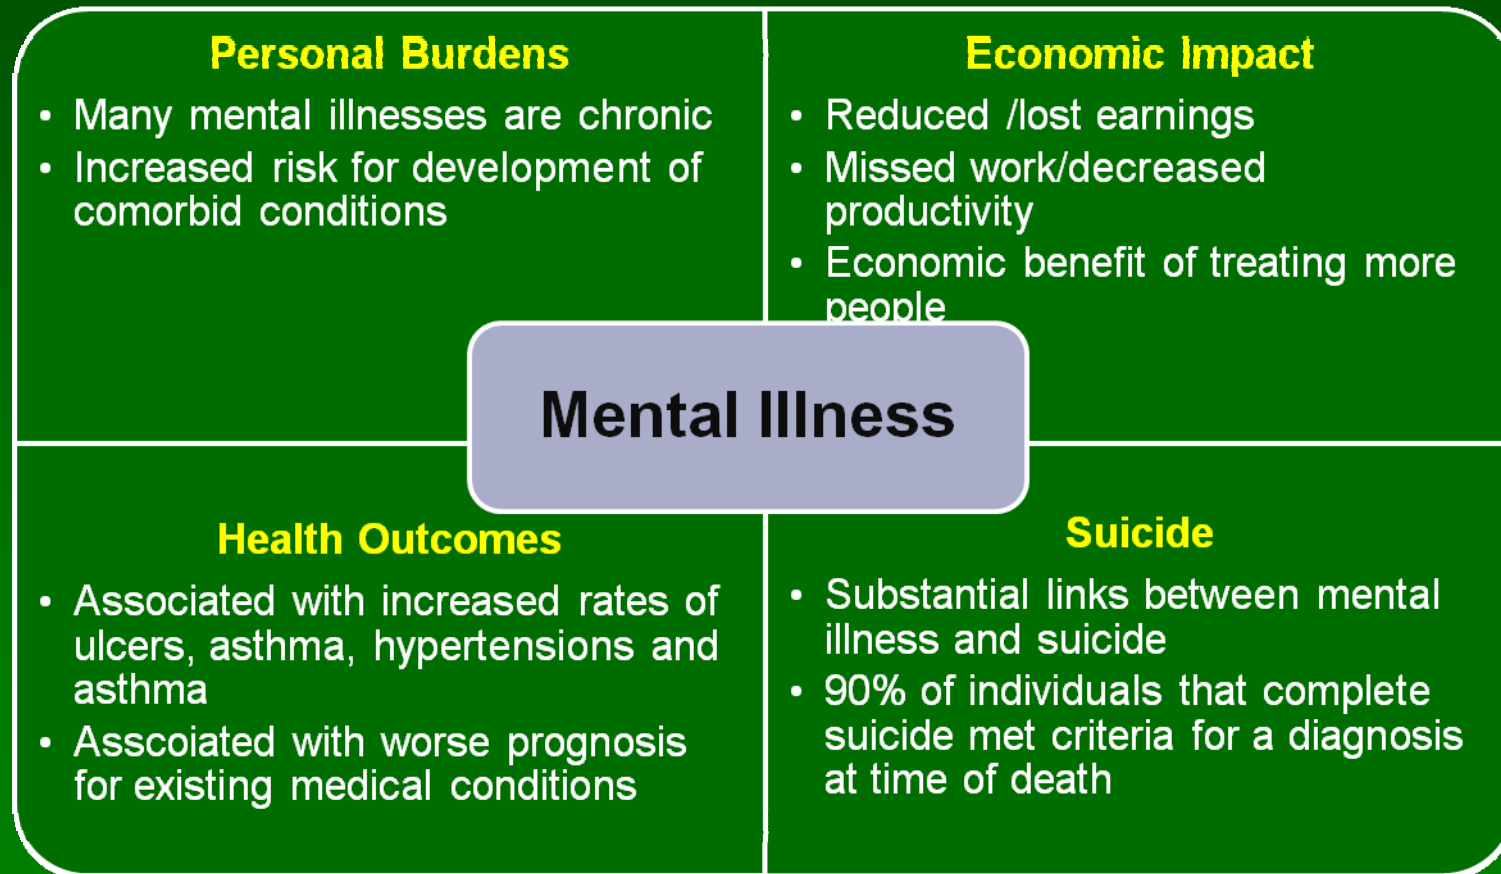 Personal Burdens
• Many mental illnesses are chronic
• Increased risk for development of
comorbid conditions
Economic Impact
• Reduced /lost earnings
• Missed work/decreased
productivity
• Economic benefit of treating more
people
Mental Illness
Health Outcomes
• Associated with increased rates of
ulcers, asthma, hypertensions and
asthma
• Asscoiated with worse prognosis
for existing medical conditions
Suicide
• Substantial links between mental
illness and suicide
• 90% of individuals that complete
suicide met criteria for a diagnosis
at time of death